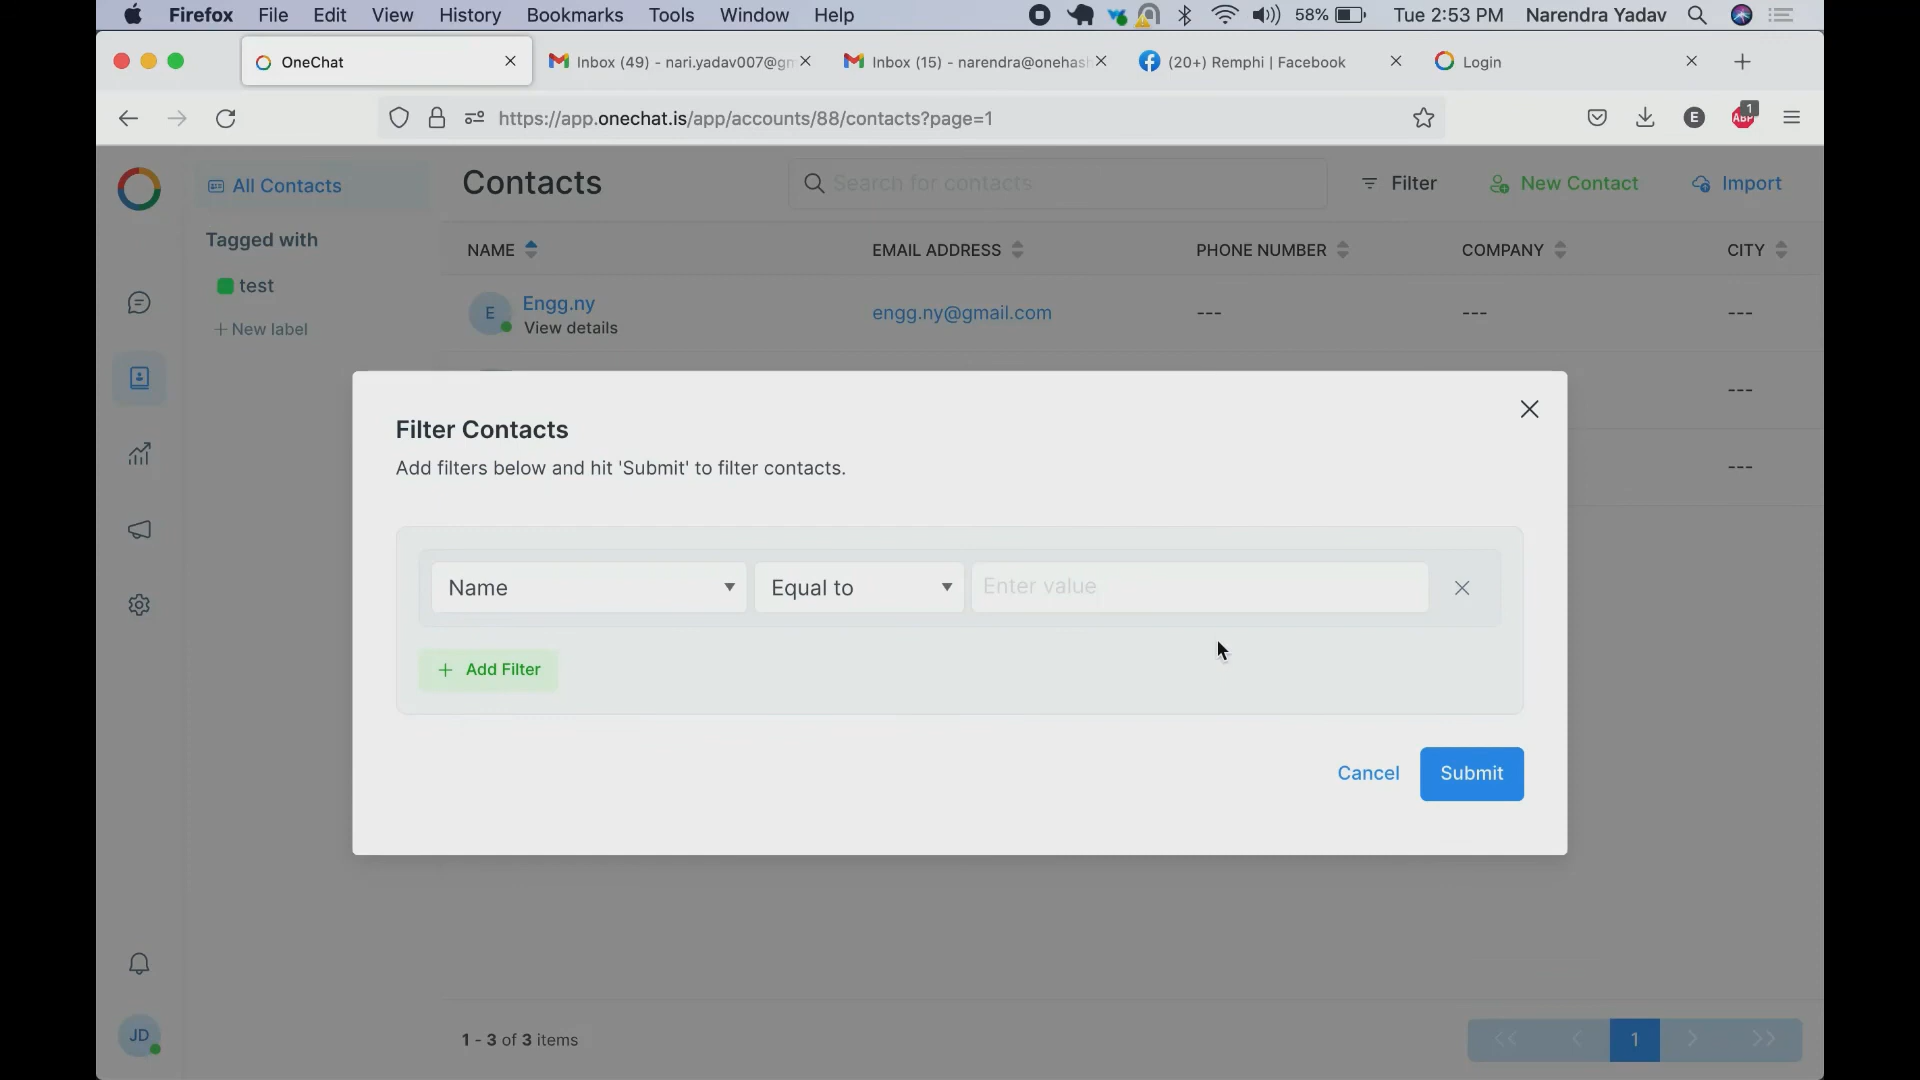 Firefox File Edit View History Bookmarks Tools Window Help 58% Tue 2:53 PM Narendra Yadav
OneChat Inbox (49) - nari.yadav007@gm Inbox (15) - narendra@onehash (20+) Remphi | Facebook Login
https://app.onechat.is/app/accounts/88/contacts?page=1 E ABP 1
All Contacts Contacts Search for contacts Filter New Contact Import
Tagged with
NAME EMAIL ADDRESS PHONE NUMBER COMPANY CITY
test
+ New label
E Engg.ny engg.ny@gmail.com --- --- ---
View details
---
Filter Contacts
Add filters below and hit 'Submit' to filter contacts.
---
Name Equal to Enter value
+ Add Filter
Cancel Submit
JD
1 - 3 of 3 items << < 1 > >>